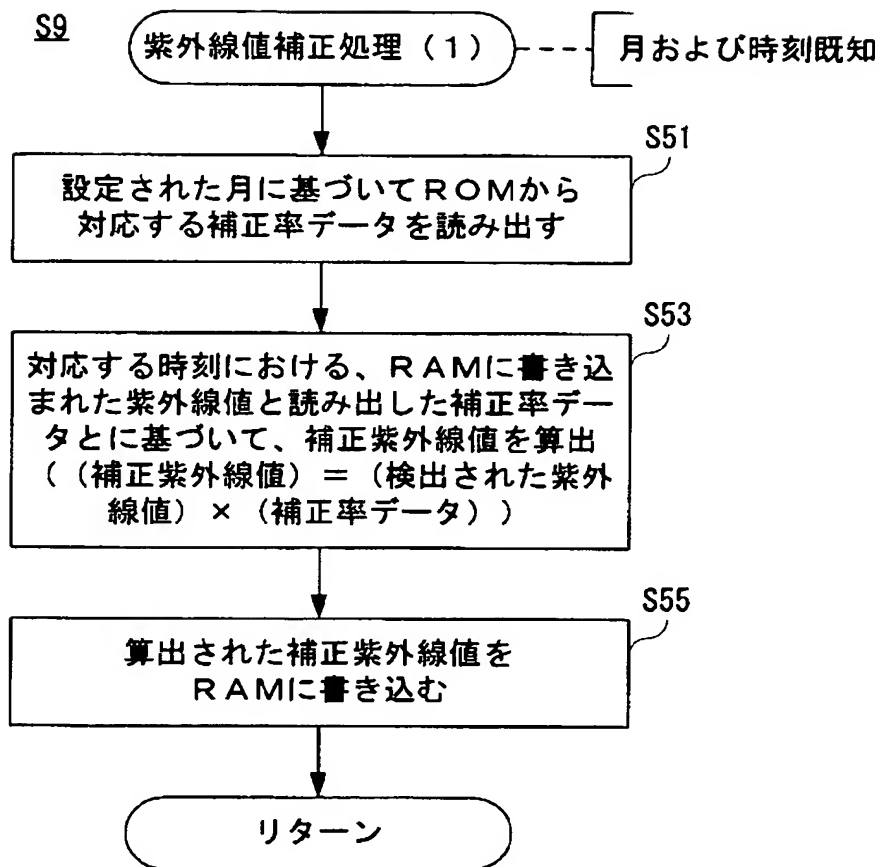 S9
紫外線値補正処理（１）
月および時刻既知
S51
設定された月に基づいてＲＯＭから
対応する補正率データを読み出す
S53
対応する時刻における、ＲＡＭに書き込
まれた紫外線値と読み出した補正率デー
タとに基づいて、補正紫外線値を算出
（（補正紫外線値）＝（検出された紫外
線値）×（補正率データ））
S55
算出された補正紫外線値を
ＲＡＭに書き込む
リターン